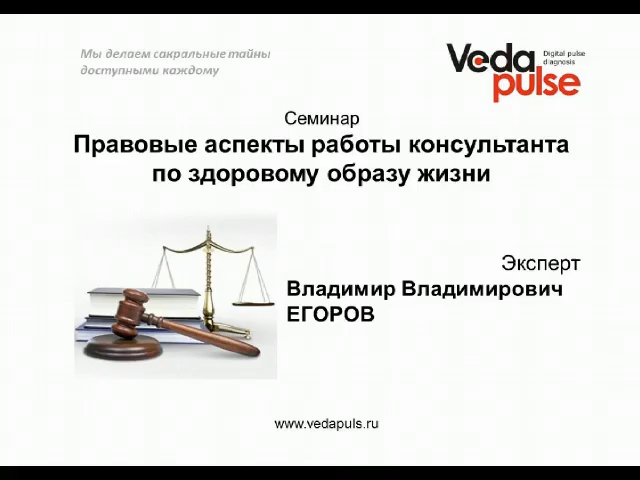 Мы делаем сакральные тайны
доступными каждому
Veda pulse
Digital pulse
diagnosis
Семинар
Правовые аспекты работы консультанта
по здоровому образу жизни
Эксперт
Владимир Владимирович
ЕГОРОВ
www.vedapuls.ru